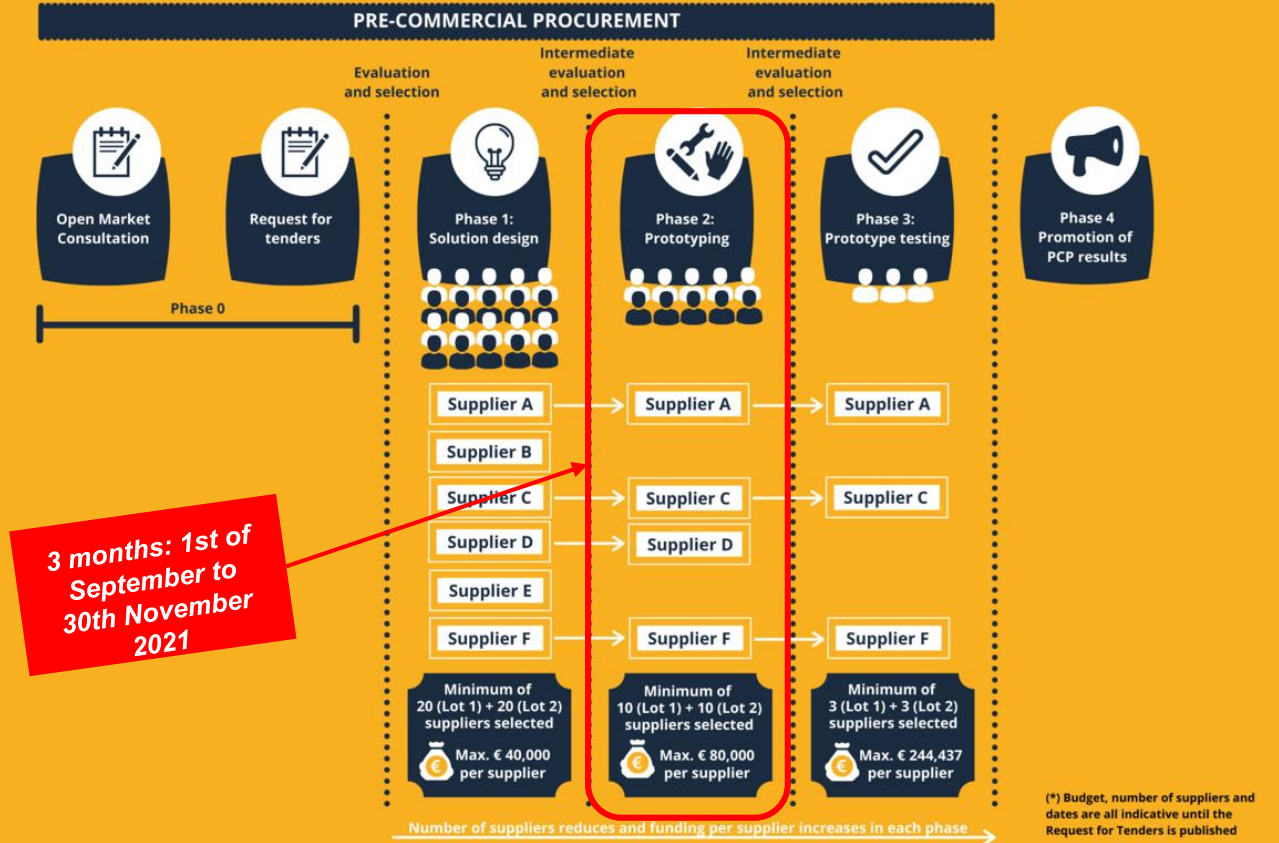 PRE-COMMERCIAL PROCUREMENT
Evaluation
and selection
Intermediate
evaluation
and selection
Intermediate
evaluation
and selection
Open Market
Consultation
Request for
tenders
Phase 0
Phase 1:
Solution design
Phase 2:
Prototyping
Phase 3:
Prototype testing
Phase 4
Promotion of
PCP results
Supplier A
Supplier A
Supplier A
Supplier B
Supplier C
Supplier C
Supplier C
Supplier D
Supplier D
Supplier E
Supplier F
Supplier F
Supplier F
3 months: 1st of
September to
30th November
2021
Minimum of
20 (Lot 1) + 20 (Lot 2)
suppliers selected
€
Max. € 40,000
per supplier
Minimum of
10 (Lot 1) + 10 (Lot 2)
suppliers selected
€
Max. € 80,000
per supplier
Minimum of
3 (Lot 1) + 3 (Lot 2)
suppliers selected
€
Max. € 244,437
per supplier
Number of suppliers reduces and funding per supplier increases in each phase
(*) Budget, number of suppliers and
dates are all indicative until the
Request for Tenders is published